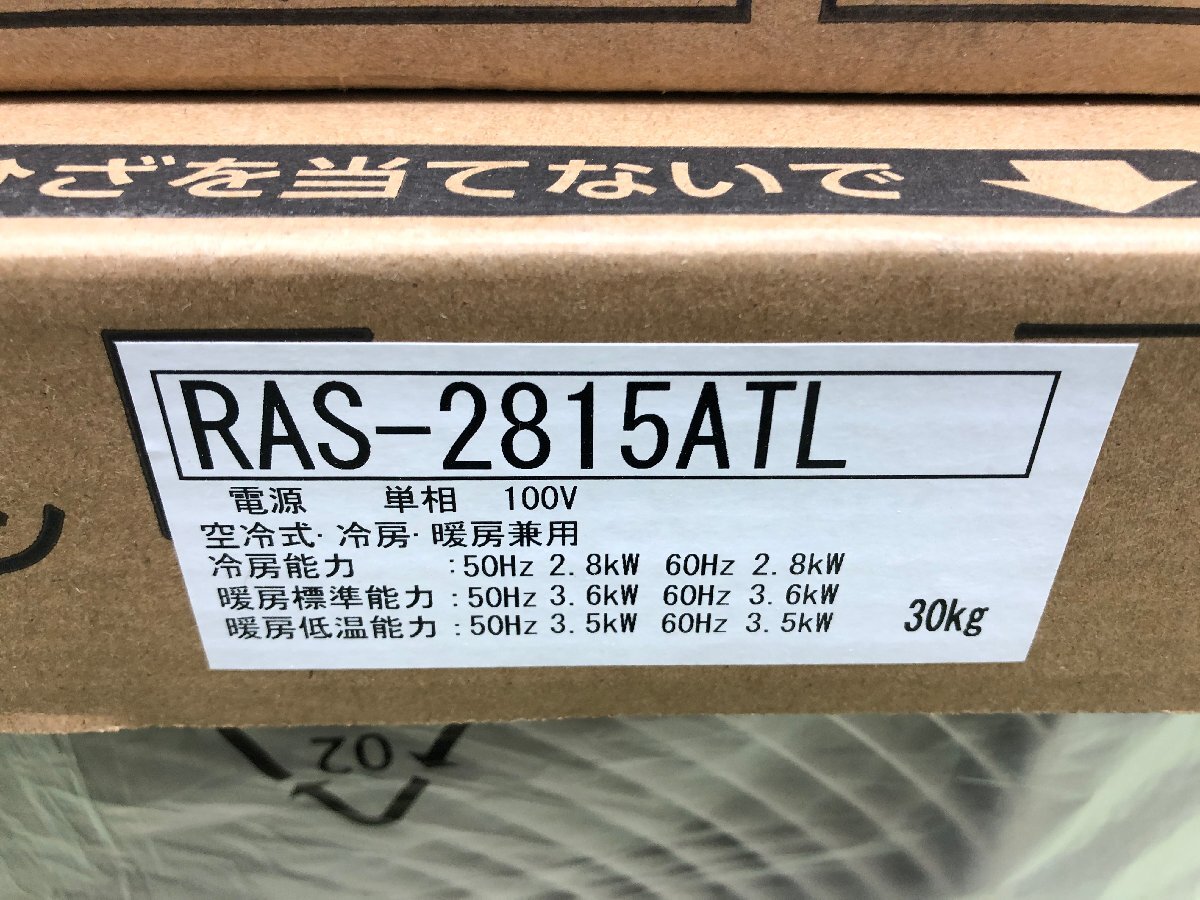 ひざを当てないで
RAS-2815ATL
電源 単相 100V
空冷式・冷房・暖房兼用
冷房能力 :50Hz 2.8kW 60Hz 2.8kW
暖房標準能力 :50Hz 3.6kW 60Hz 3.6kW
暖房低温能力 :50Hz 3.5kW 60Hz 3.5kW
30kg
02